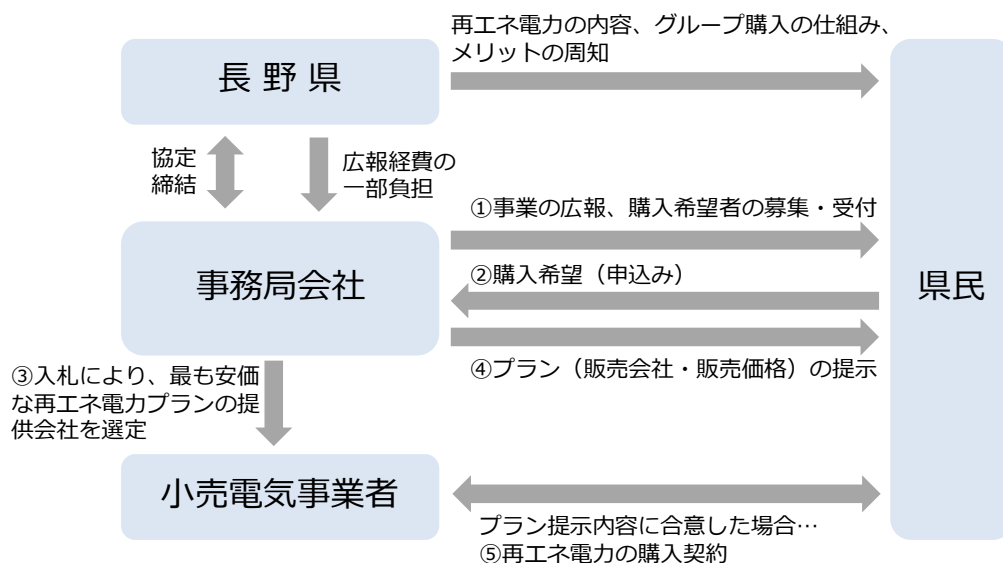 再エネ電力の内容、グループ購入の仕組み、
メリットの周知
長 野 県
協定
締結
広報経費の
一部負担
①事業の広報、購入希望者の募集・受付
事務局会社
②購入希望（申込み）
県民
④プラン（販売会社・販売価格）の提示
③入札により、最も安価
な再エネ電力プランの提
供会社を選定
小売電気事業者
プラン提示内容に合意した場合…
⑤再エネ電力の購入契約